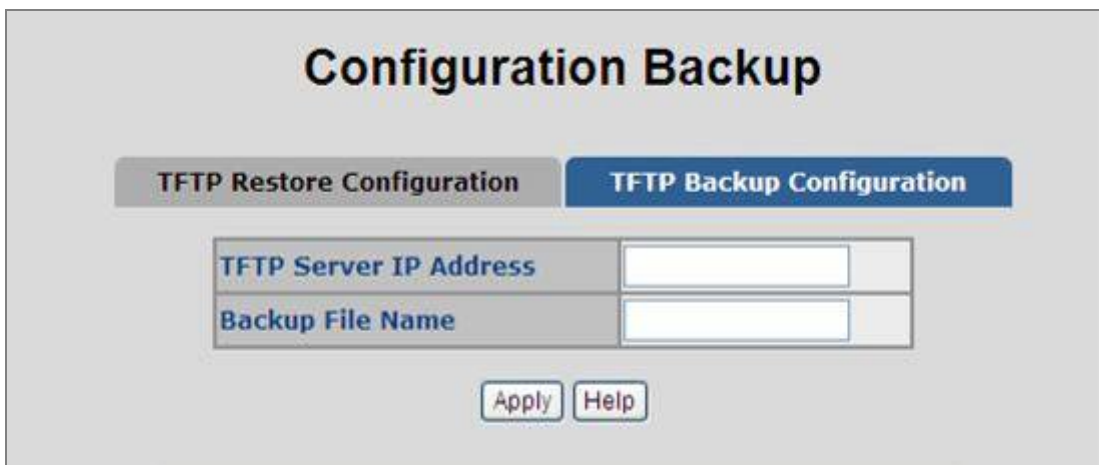 Configuration Backup
TFTP Restore Configuration TFTP Backup Configuration
TFTP Server IP Address
Backup File Name
Apply Help